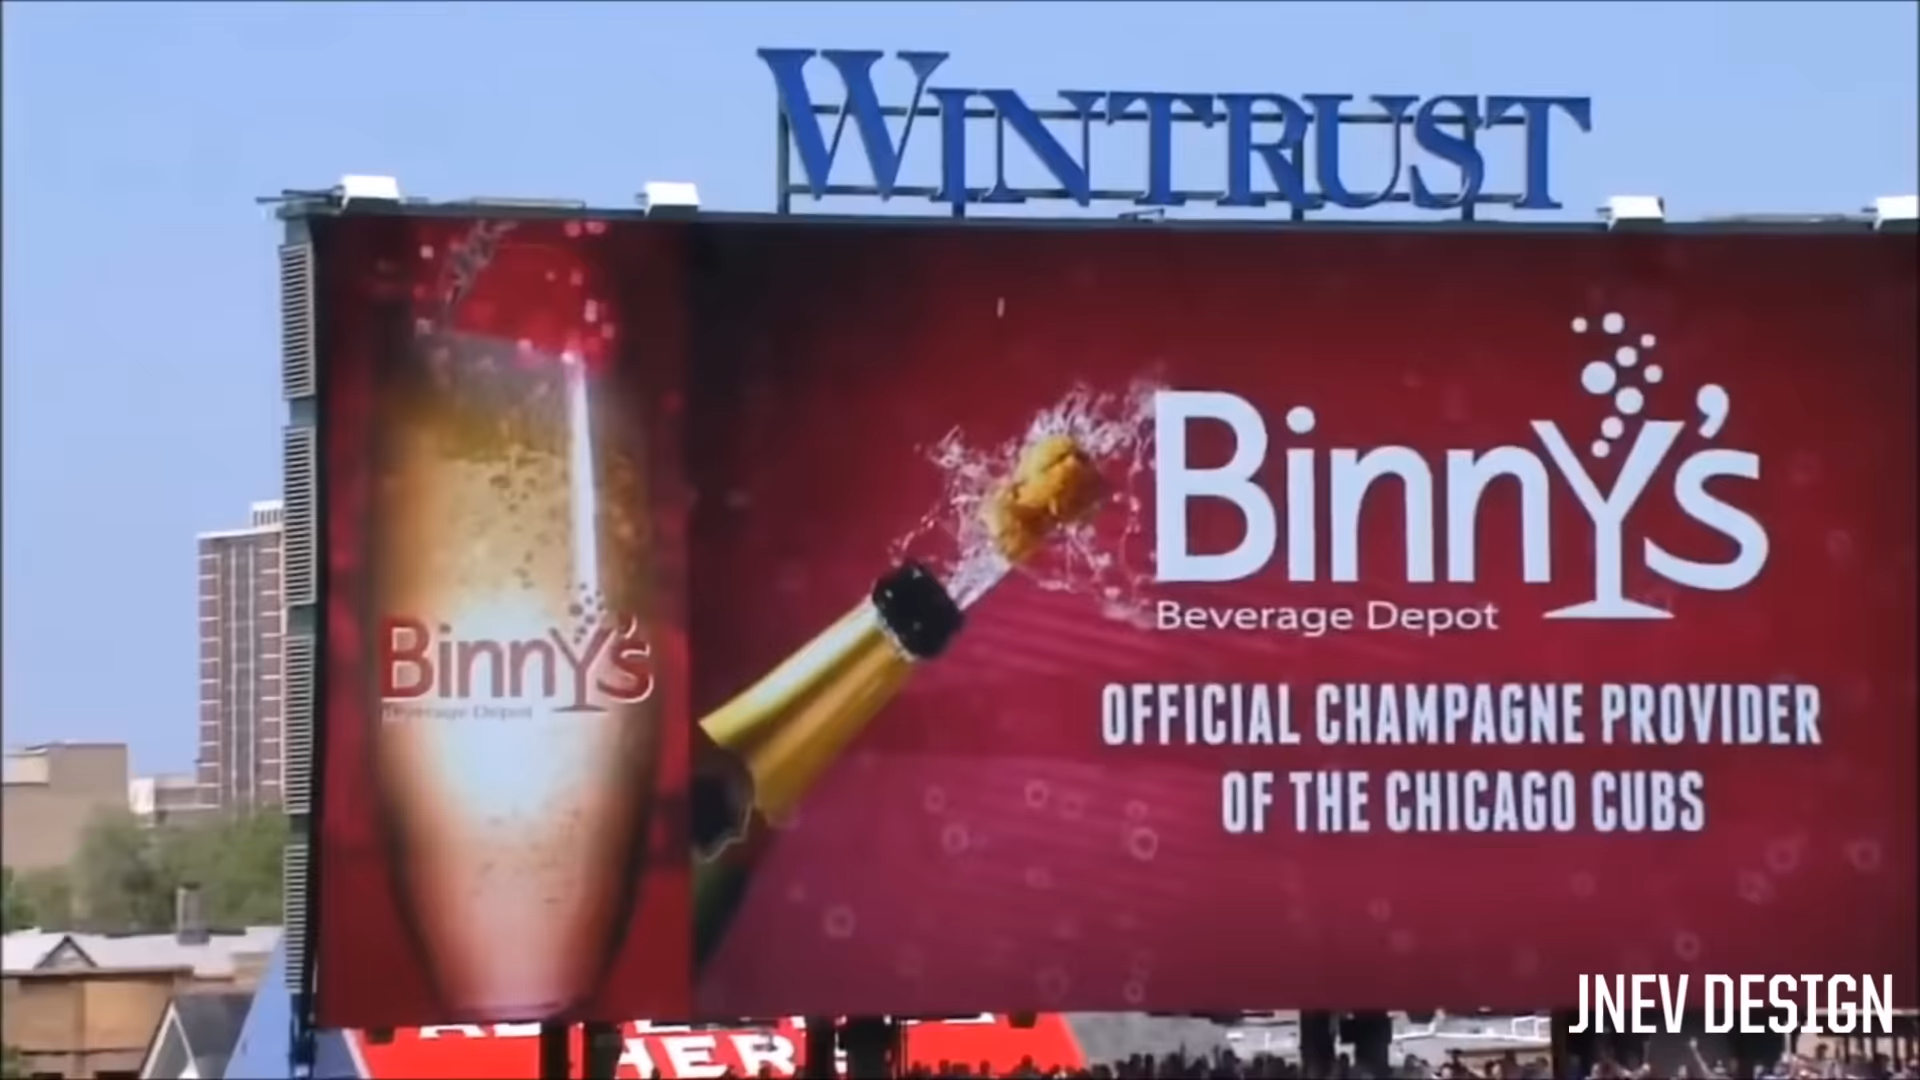 WINTRUST
Binny's
Beverage Depot
Binny's
Beverage Depot
OFFICIAL CHAMPAGNE PROVIDER
OF THE CHICAGO CUBS
JNEV DESIGN